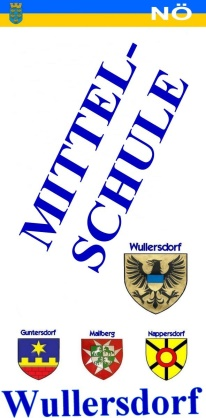 NÖ
MITTEL-
SCHULE
Wullersdorf
Guntersdorf Mailberg Nappersdorf
Wullersdorf